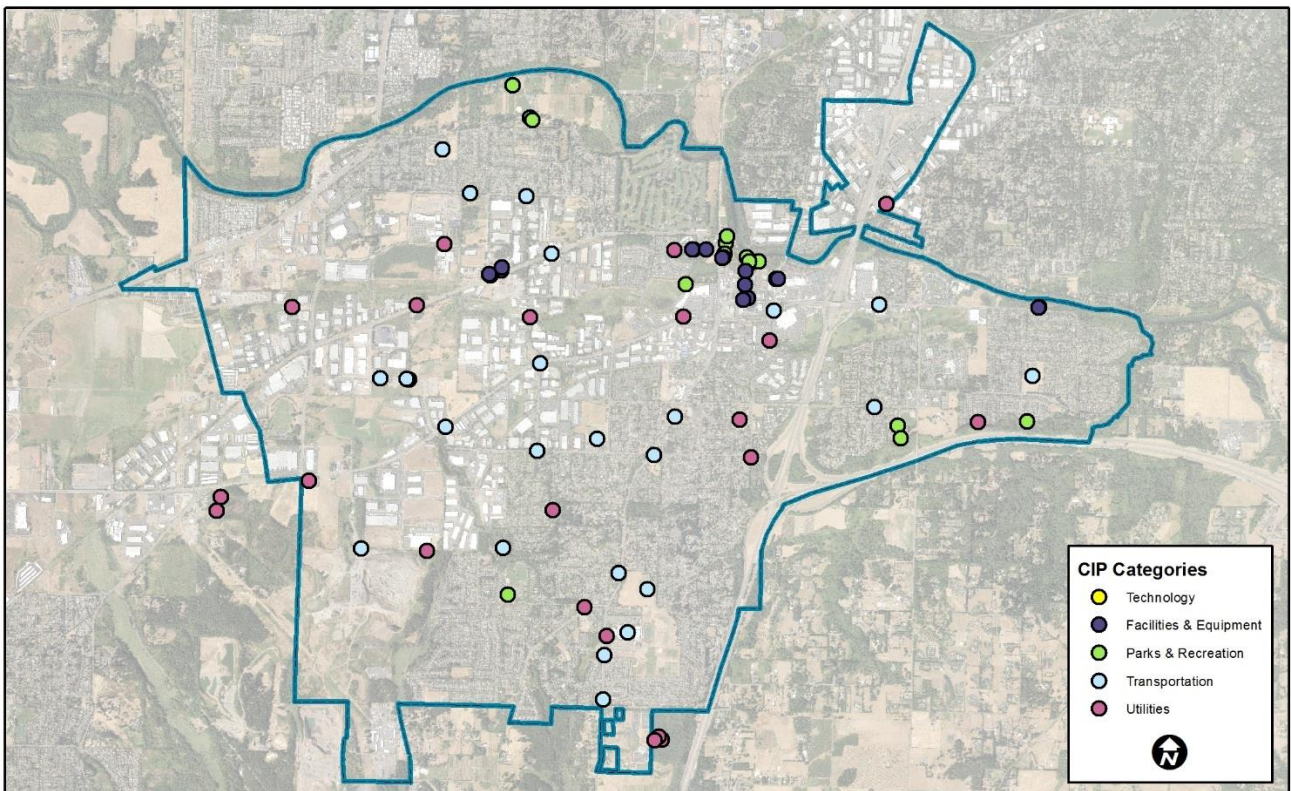 CIP Categories
Technology
Facilities & Equipment
Parks & Recreation
Transportation
Utilities
N